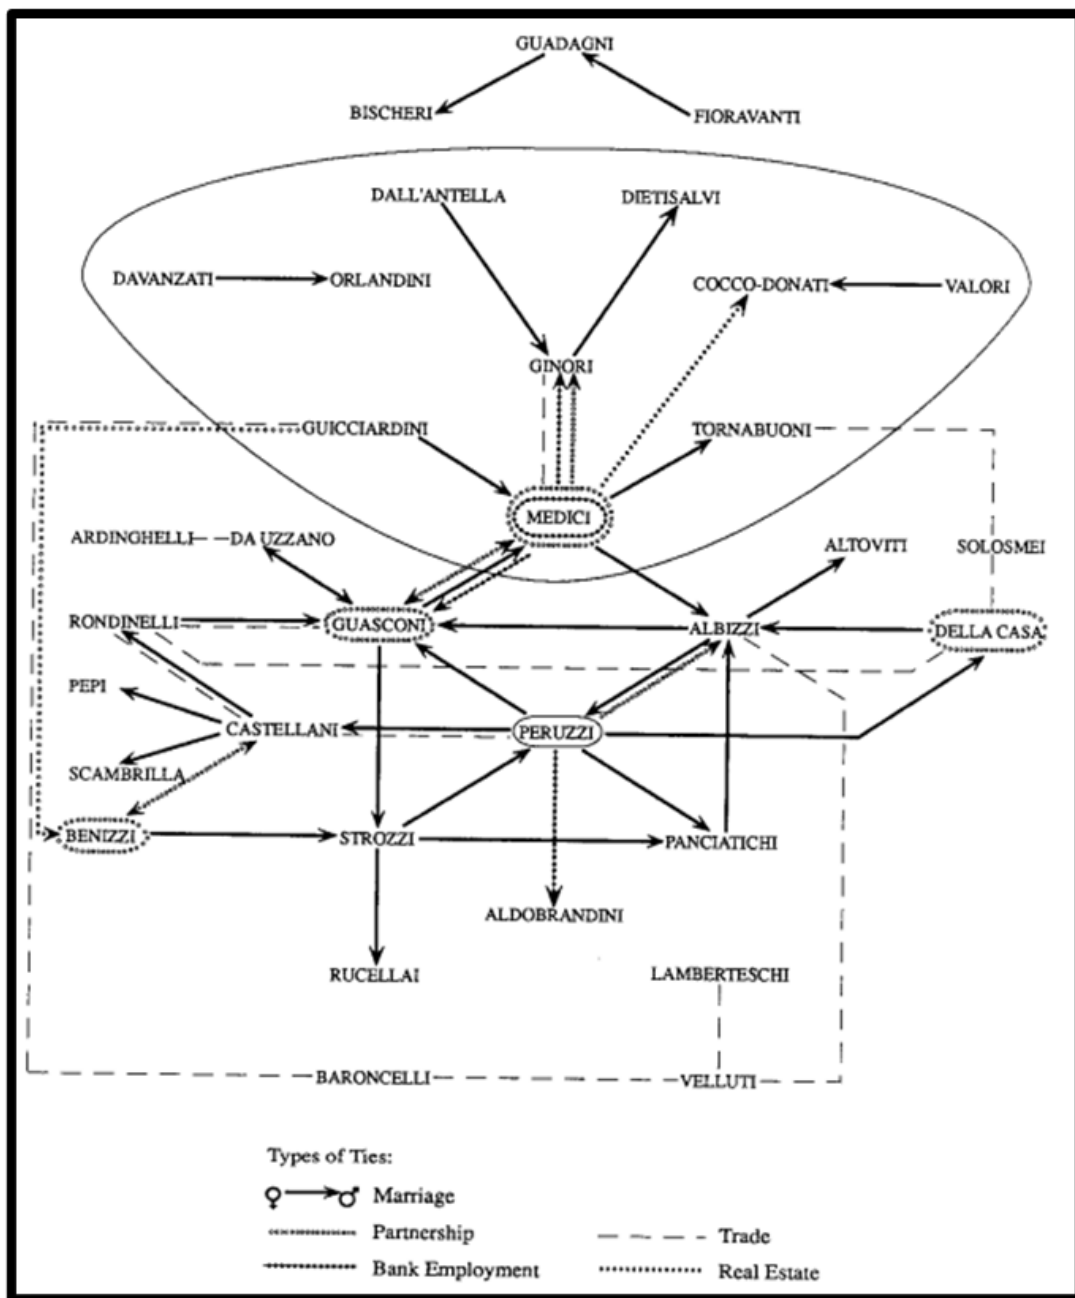 GUADAGNI
BISCHERI
FIORAVANTI
DALL'ANTELLA
DIETISALVI
DAVANZATI
ORLANDINI
COCCO-DONATI
VALORI
GINORI
GUICCIARDINI
TORNABUONI
MEDICI
ARDINGHELLI
DA UZZANO
ALTOVITI
SOLOSMEI
RONDINELLI
GUASCONI
ALBIZZI
DELLA CASA
PEPI
CASTELLANI
PERUZZI
SCAMBRILLA
BENIZZI
STROZZI
PANCIATICHI
ALDOBRANDINI
RUCELLAI
LAMBERTESCHI
BARONCELLI
VELLUTI
Types of Ties:
♀ ♂ Marriage
Partnership
Trade
Bank Employment
Real Estate